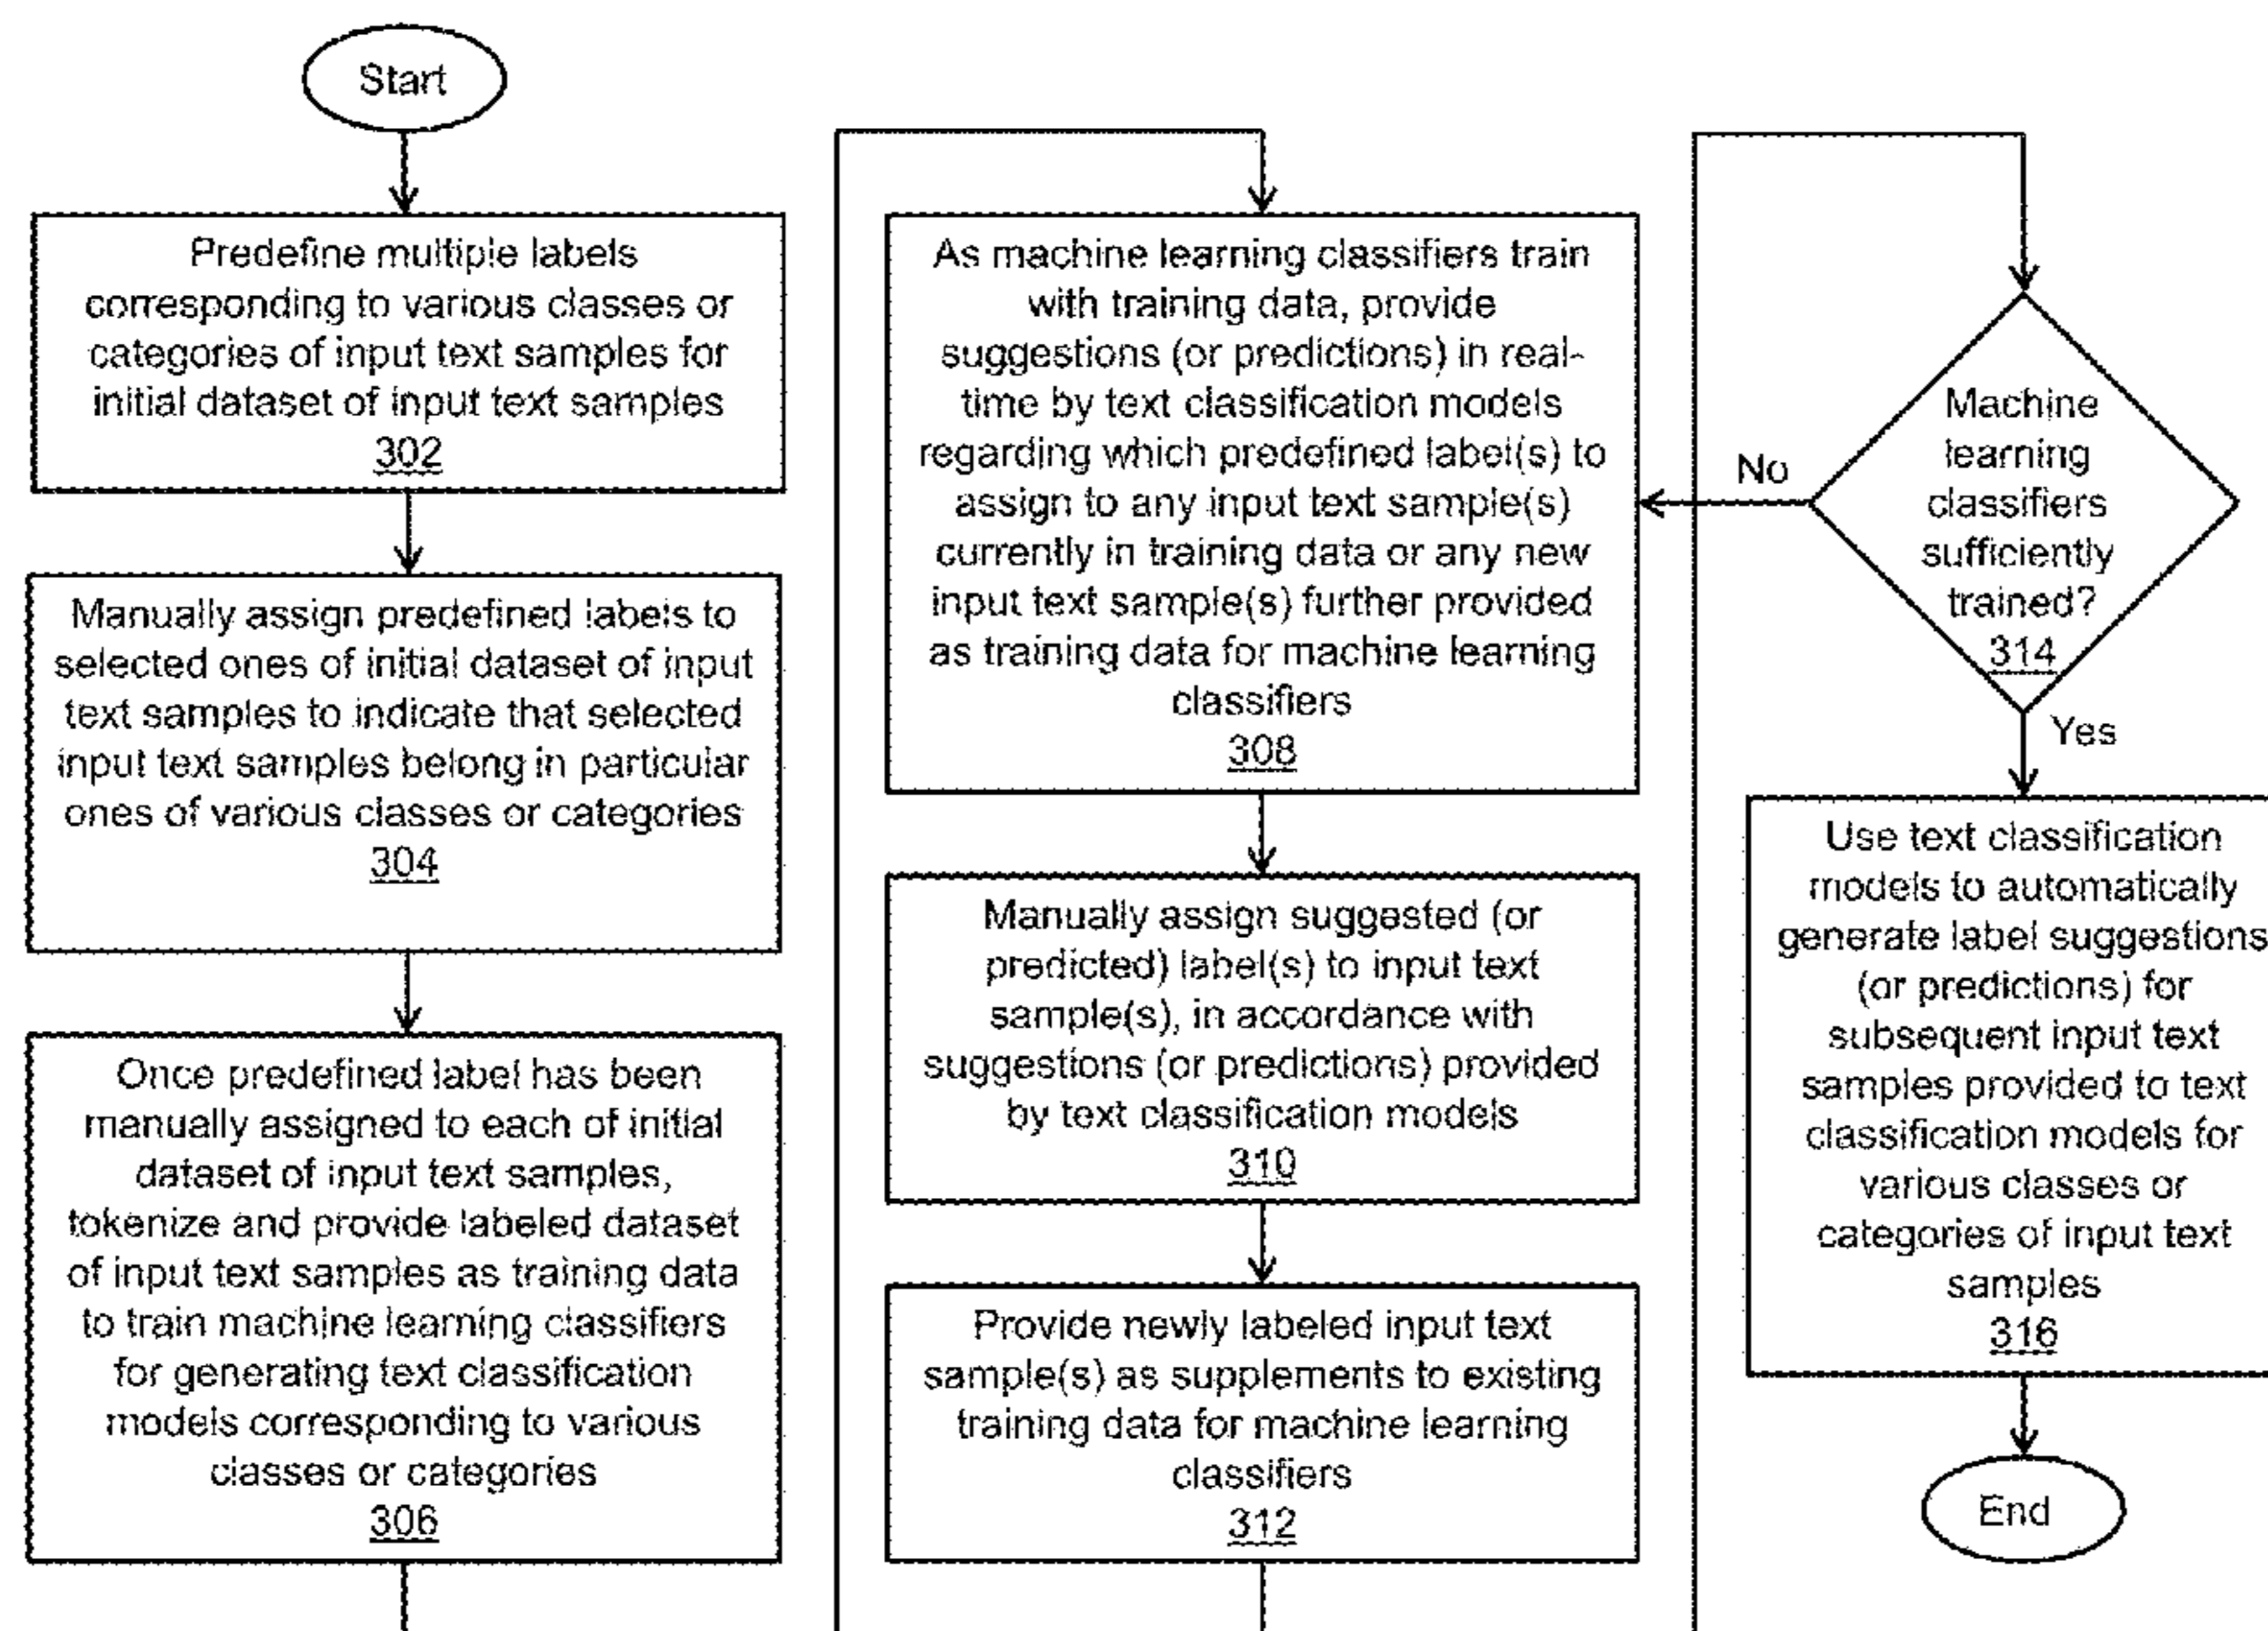 Start
Predefine multiple labels
corresponding to various classes or
categories of input text samples for
initial dataset of input text samples
302
Manually assign predefined labels to
selected ones of initial dataset of input
text samples to indicate that selected
input text samples belong in particular
ones of various classes or categories
304
Once predefined label has been
manually assigned to each of initial
dataset of input text samples,
tokenize and provide labeled dataset
of input text samples as training data
to train machine learning classifiers
for generating text classification
models corresponding to various
classes or categories
306
As machine learning classifiers train
with training data, provide
suggestions (or predictions) in real-
time by text classification models
regarding which predefined label(s) to
assign to any input text sample(s)
currently in training data or any new
input text sample(s) further provided
as training data for machine learning
classifiers
308
Manually assign suggested (or
predicted) label(s) to input text
sample(s), in accordance with
suggestions (or predictions) provided
by text classification models
310
Provide newly labeled input text
sample(s) as supplements to existing
training data for machine learning
classifiers
312
Machine
learning
classifiers
sufficiently
trained?
314
No
Yes
Use text classification
models to automatically
generate label suggestions
(or predictions) for
subsequent input text
samples provided to text
classification models for
various classes or
categories of input text
samples
316
End